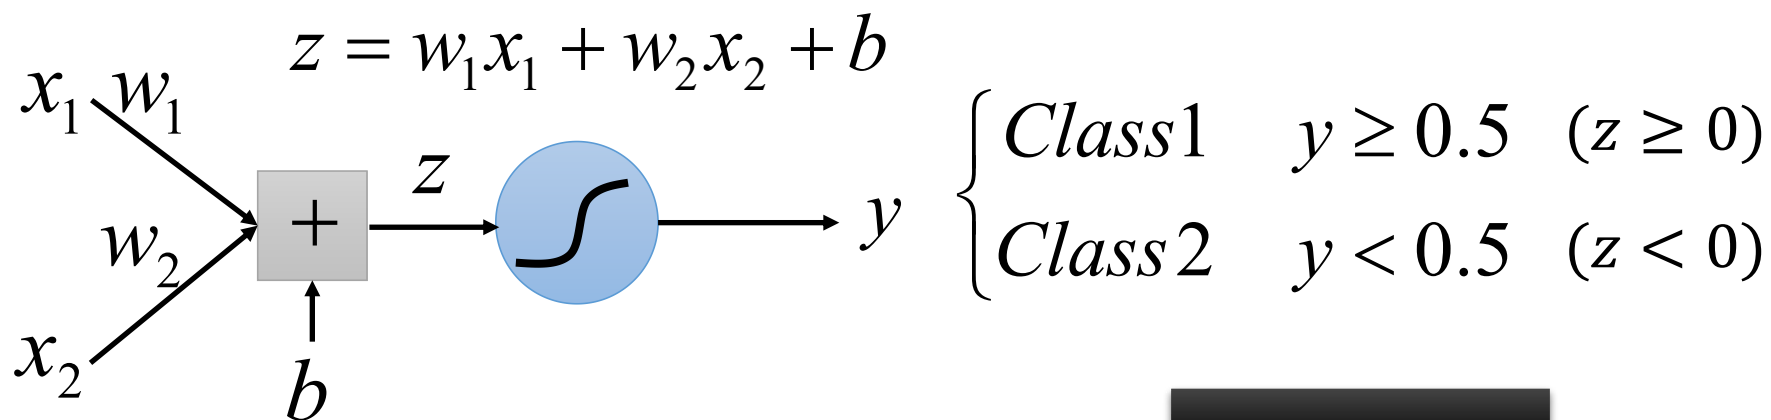 z = w₁x₁ + w₂x₂ + b
x₁ w₁
Class1 y ≥ 0.5 (z ≥ 0)
+ z y
w₂
Class2 y < 0.5 (z < 0)
x₂
b